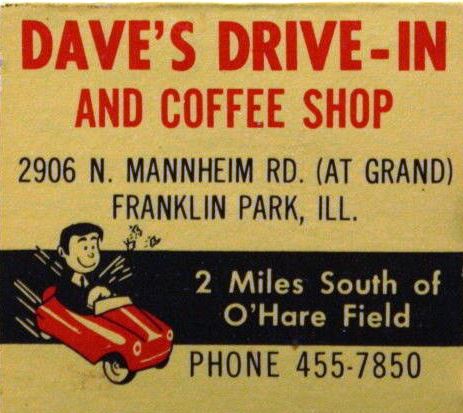 DAVE'S DRIVE-IN
AND COFFEE SHOP
2906 N. MANNHEIM RD. (AT GRAND)
FRANKLIN PARK, ILL.
2 Miles South of
O'Hare Field
PHONE 455-7850